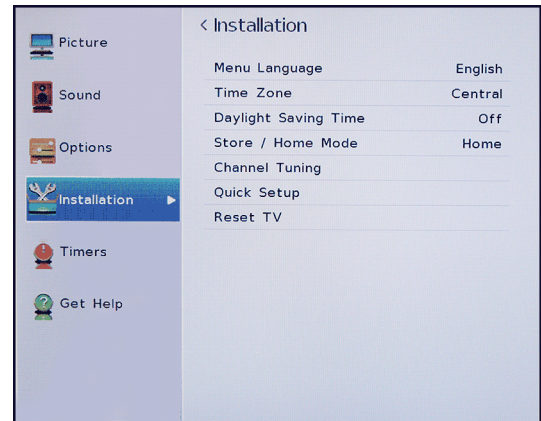 Picture
Sound
Options
Installation
Timers
Get Help
< Installation
Menu Language English
Time Zone Central
Daylight Saving Time Off
Store / Home Mode Home
Channel Tuning
Quick Setup
Reset TV